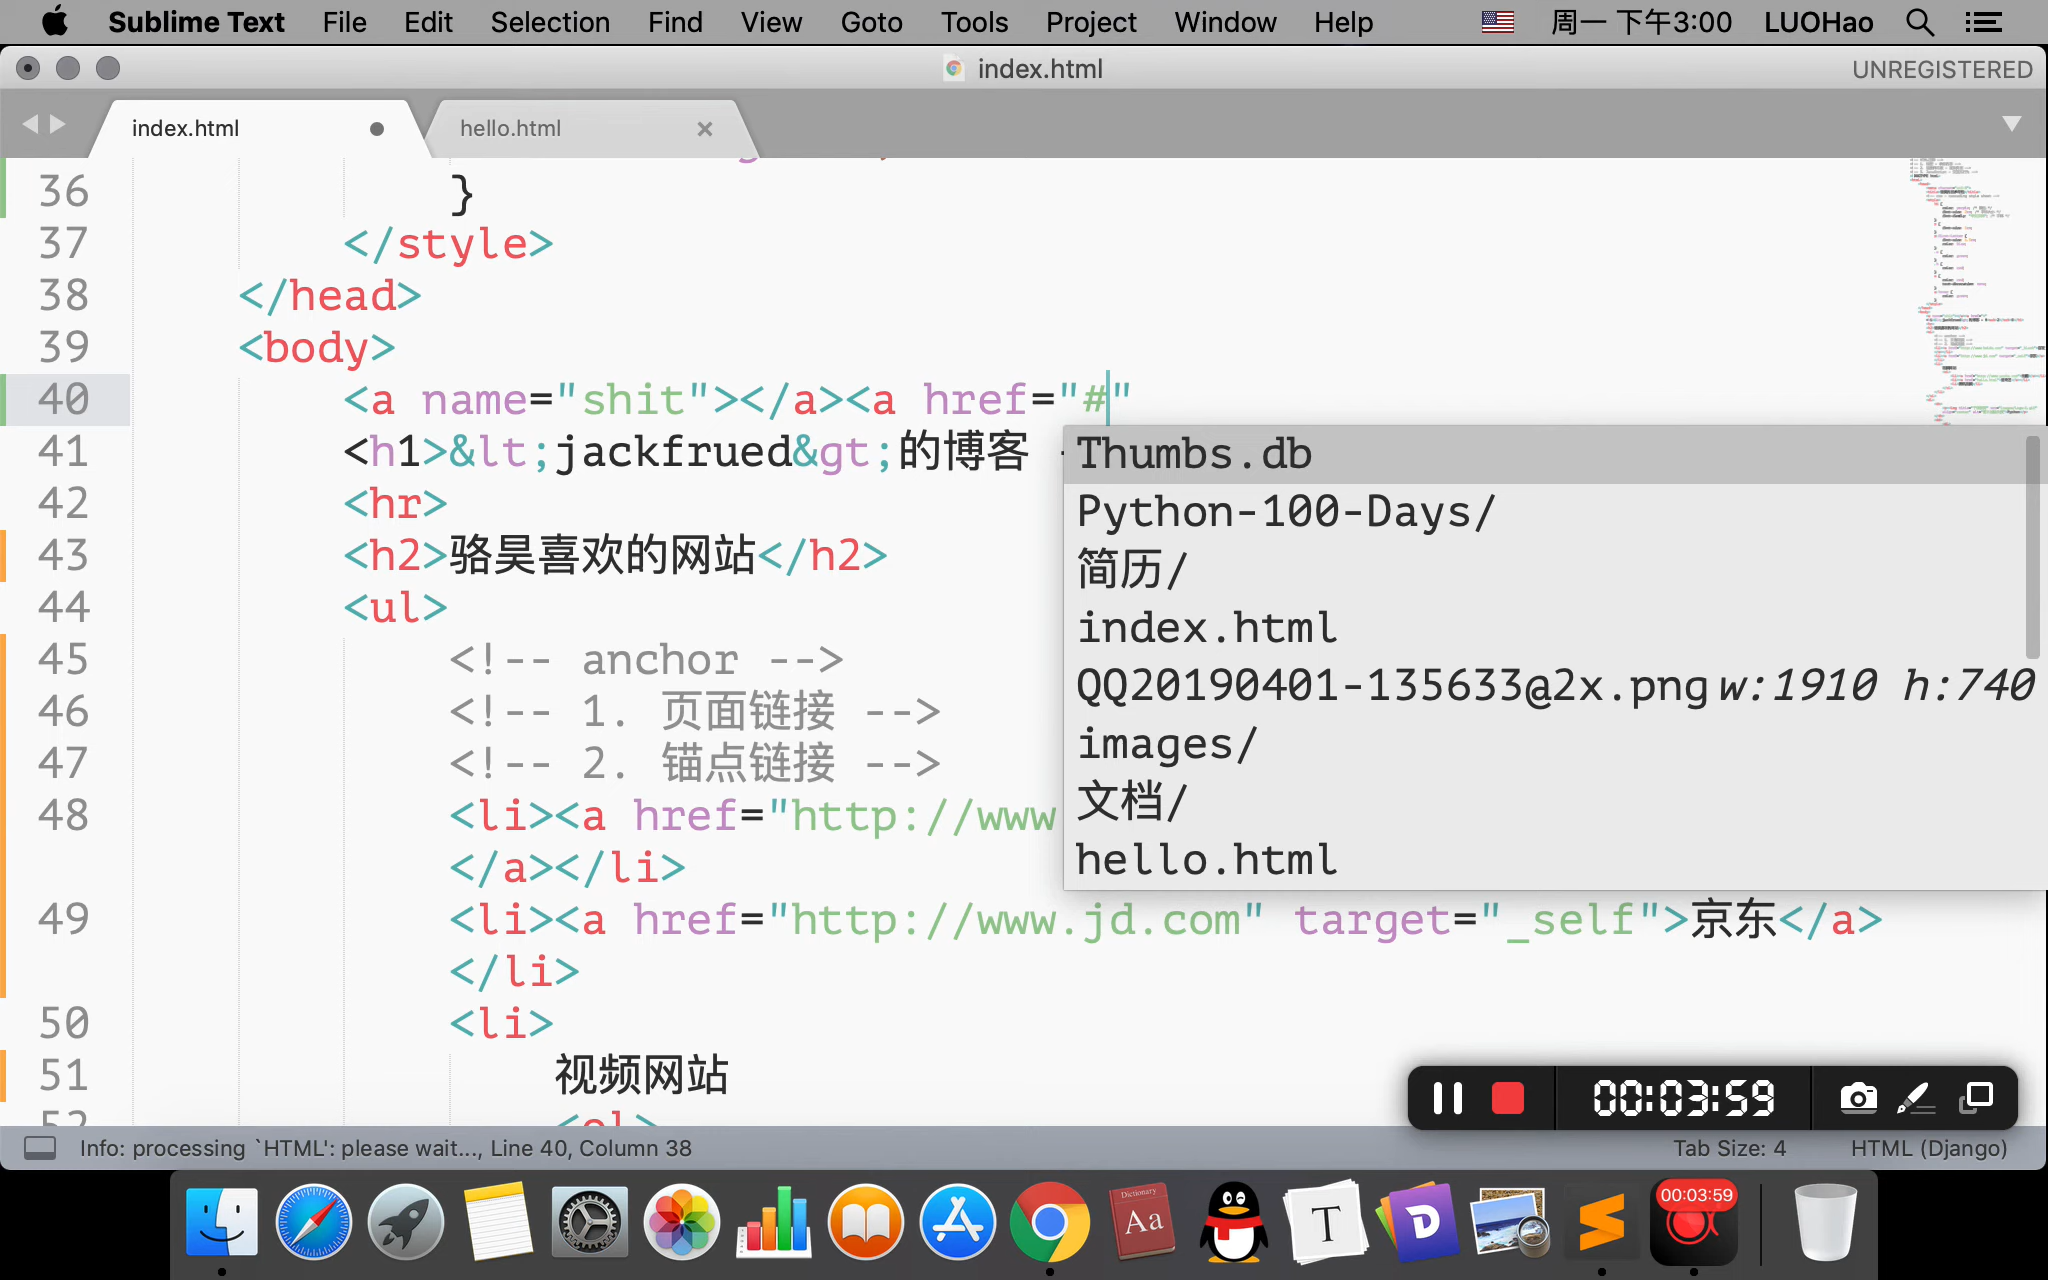 Sublime Text File Edit Selection Find View Goto Tools Project Window Help 周一 下午3:00 LUOHao
index.html UNREGISTERED
index.html hello.html
36 }
37 </style>
38 </head>
39 <body>
40 <a name="shit"></a><a href="#"
41 <h1>&lt;jackfrued&gt;的博客
42 <hr>
43 <h2>骆昊喜欢的网站</h2>
44 <ul>
45 <!-- anchor -->
46 <!-- 1. 页面链接 -->
47 <!-- 2. 锚点链接 -->
48 <li><a href="http://www.
</a></li>
49 <li><a href="http://www.jd.com" target="_self">京东</a>
</li>
50 <li>
51 视频网站
52 <ol>
Thumbs.db
Python-100-Days/
简历/
index.html
QQ20190401-135633@2x.png w:1910 h:740
images/
文档/
hello.html
00:03:59
Info: processing `HTML': please wait..., Line 40, Column 38 Tab Size: 4 HTML (Django)
Dictionary
Aa
T
D
00:03:59